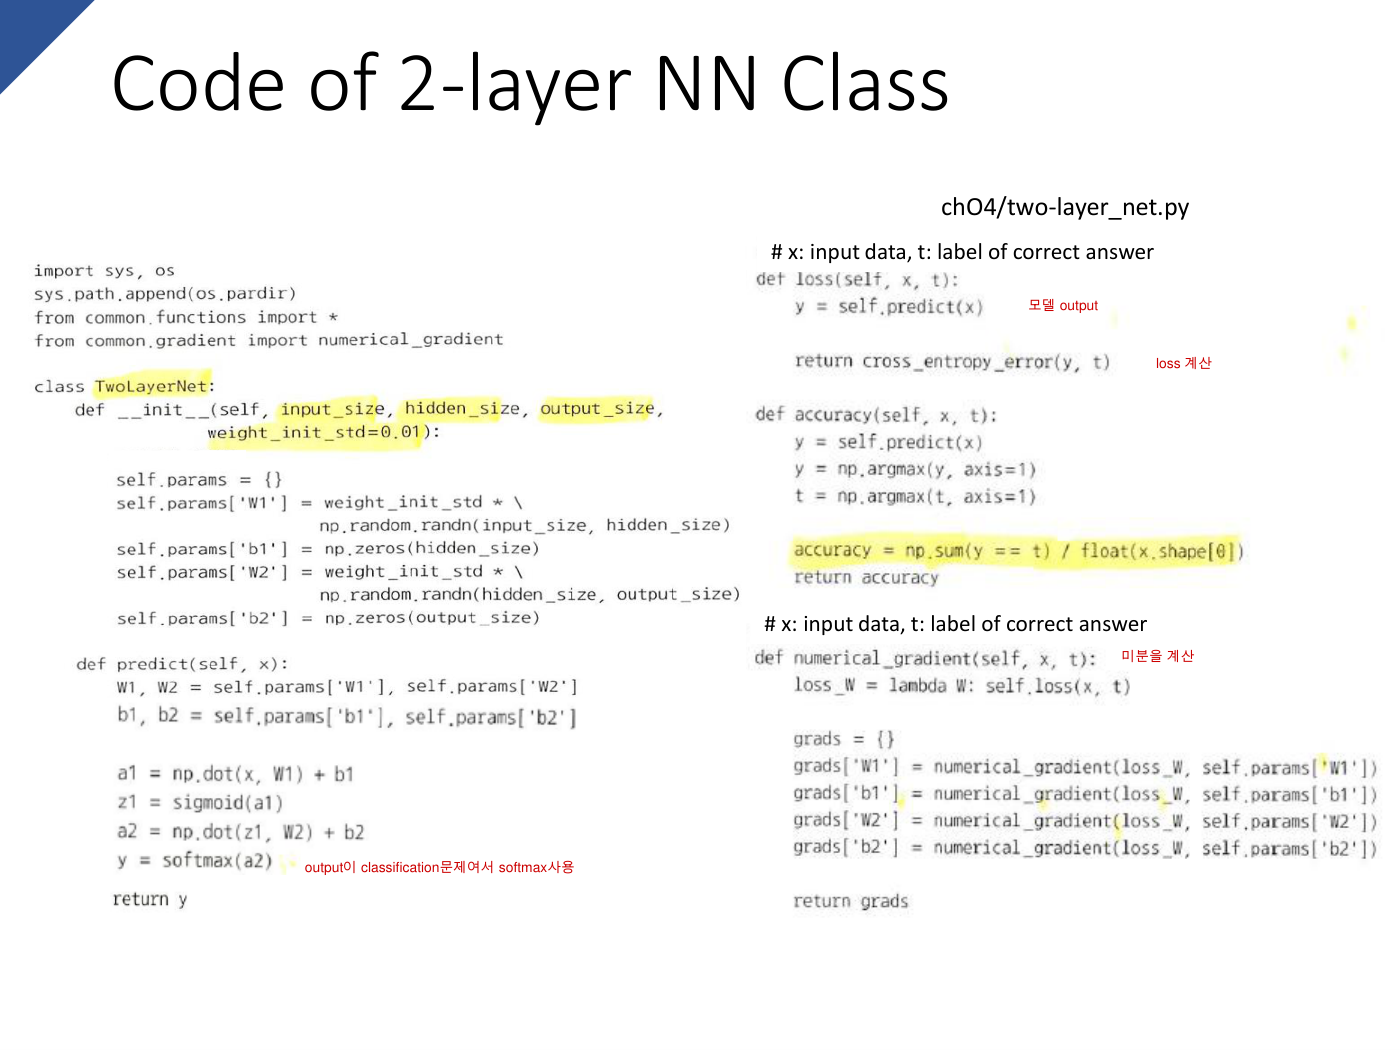 Code of 2-layer NN Class
import sys, os
sys.path.append(os.pardir)
from common.functions import *
from common.gradient import numerical_gradient
class TwoLayerNet:
def __init__(self, input_size, hidden_size, output_size,
weight_init_std=0.01):
self.params = {}
self.params['W1'] = weight_init_std * \
np.random.randn(input_size, hidden_size)
self.params['b1'] = np.zeros(hidden_size)
self.params['W2'] = weight_init_std * \
np.random.randn(hidden_size, output_size)
self.params['b2'] = np.zeros(output_size)
def predict(self, x):
W1, W2 = self.params['W1'], self.params['W2']
b1, b2 = self.params['b1'], self.params['b2']
a1 = np.dot(x, W1) + b1
z1 = sigmoid(a1)
a2 = np.dot(z1, W2) + b2
y = softmax(a2) output이 classification문제여서 softmax사용
return y
chO4/two-layer_net.py
# x: input data, t: label of correct answer
def loss(self, x, t):
y = self.predict(x) 모델 output
return cross_entropy_error(y, t) loss 계산
def accuracy(self, x, t):
y = self.predict(x)
y = np.argmax(y, axis=1)
t = np.argmax(t, axis=1)
accuracy = np.sum(y == t) / float(x.shape[0])
return accuracy
# x: input data, t: label of correct answer
def numerical_gradient(self, x, t): 미분을 계산
loss_W = lambda W: self.loss(x, t)
grads = {}
grads['W1'] = numerical_gradient(loss_W, self.params['W1'])
grads['b1'] = numerical_gradient(loss_W, self.params['b1'])
grads['W2'] = numerical_gradient(loss_W, self.params['W2'])
grads['b2'] = numerical_gradient(loss_W, self.params['b2'])
return grads